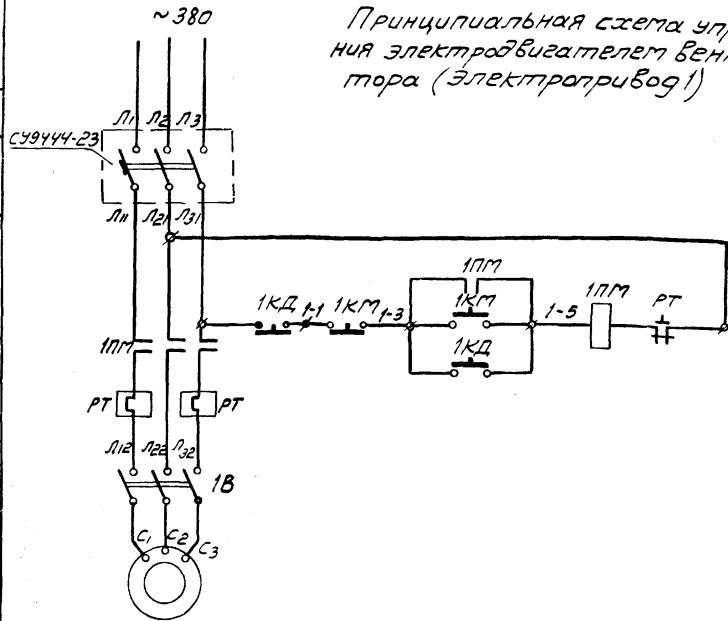 ~380
Принципиальная схема упр
ния электродвигателем вен
тора (Электропривод 1)
Л1 Л2 Л3
СУ9444-23
Л11 Л21 Л31
1ПМ
1КД 1-1 1КМ 1-3 1КМ 1-5 1ПМ РТ
1КД
1ПМ
РТ РТ
Л12 Л22 Л32
1В
С1 С2 С3